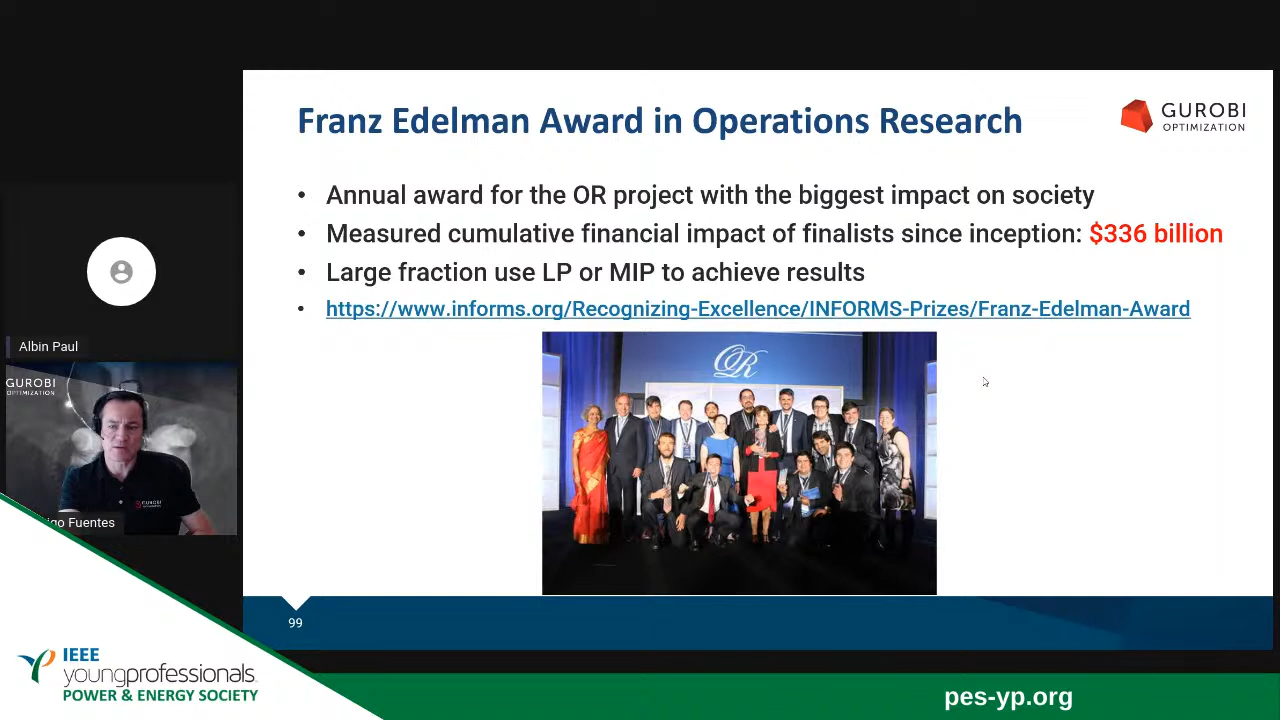 Franz Edelman Award in Operations Research
GUROBI
OPTIMIZATION
• Annual award for the OR project with the biggest impact on society
• Measured cumulative financial impact of finalists since inception: $336 billion
• Large fraction use LP or MIP to achieve results
• https://www.informs.org/Recognizing-Excellence/INFORMS-Prizes/Franz-Edelman-Award
OR
Albin Paul
GUROBI
OPTIMIZATION
GUROBI
go Fuentes
99
IEEE
youngprofessionals
POWER & ENERGY SOCIETY
pes-yp.org